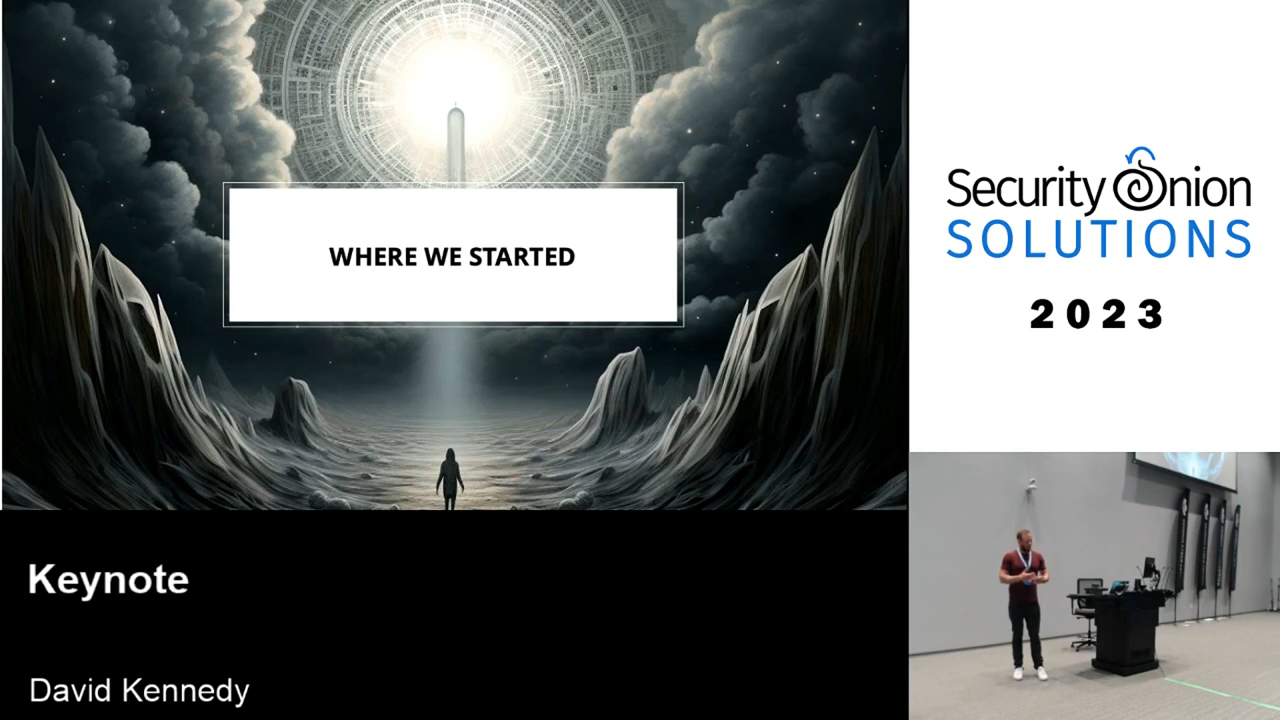 WHERE WE STARTED
Security Onion
SOLUTIONS
2023
Keynote
David Kennedy